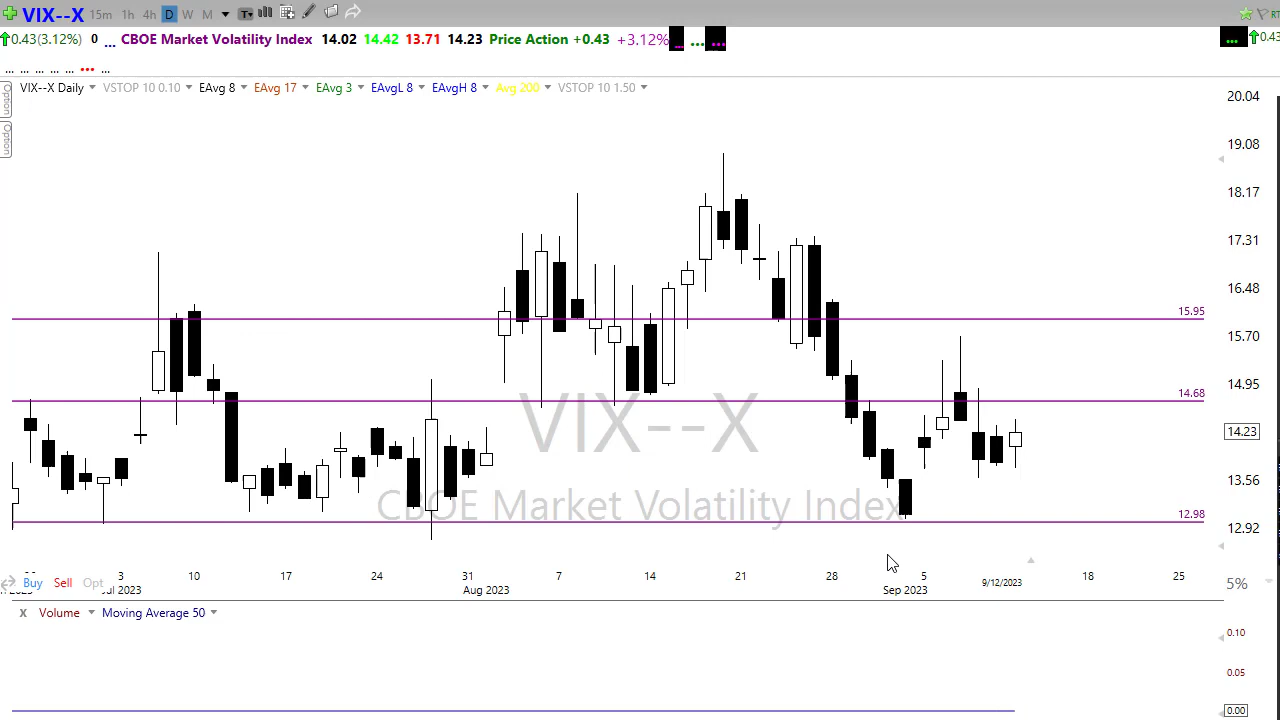 VIX--X 15m 1h 4h D W M T RT
0.43(3.12%) 0 ... CBOE Market Volatility Index 14.02 14.42 13.71 14.23 Price Action +0.43 +3.12% ... ... ... ... 0.43
... ... ... ... ... ... ...
VIX--X Daily VSTOP 10 0.10 EAvg 8 EAvg 17 EAvg 3 EAvgL 8 EAvgH 8 Avg 200 VSTOP 10 1.50
Option
Option
20.04
19.08
18.17
17.31
16.48
15.95
15.70
14.95
14.68
14.23
13.56
12.98
12.92
VIX--X
CBOE Market Volatility Index
3 10 17 24 31 7 14 21 28 5 9/12/2023 18 25
Buy Sell Opt 5%
Jul 2023 Aug 2023 Sep 2023
X Volume Moving Average 50
0.10
0.05
0.00